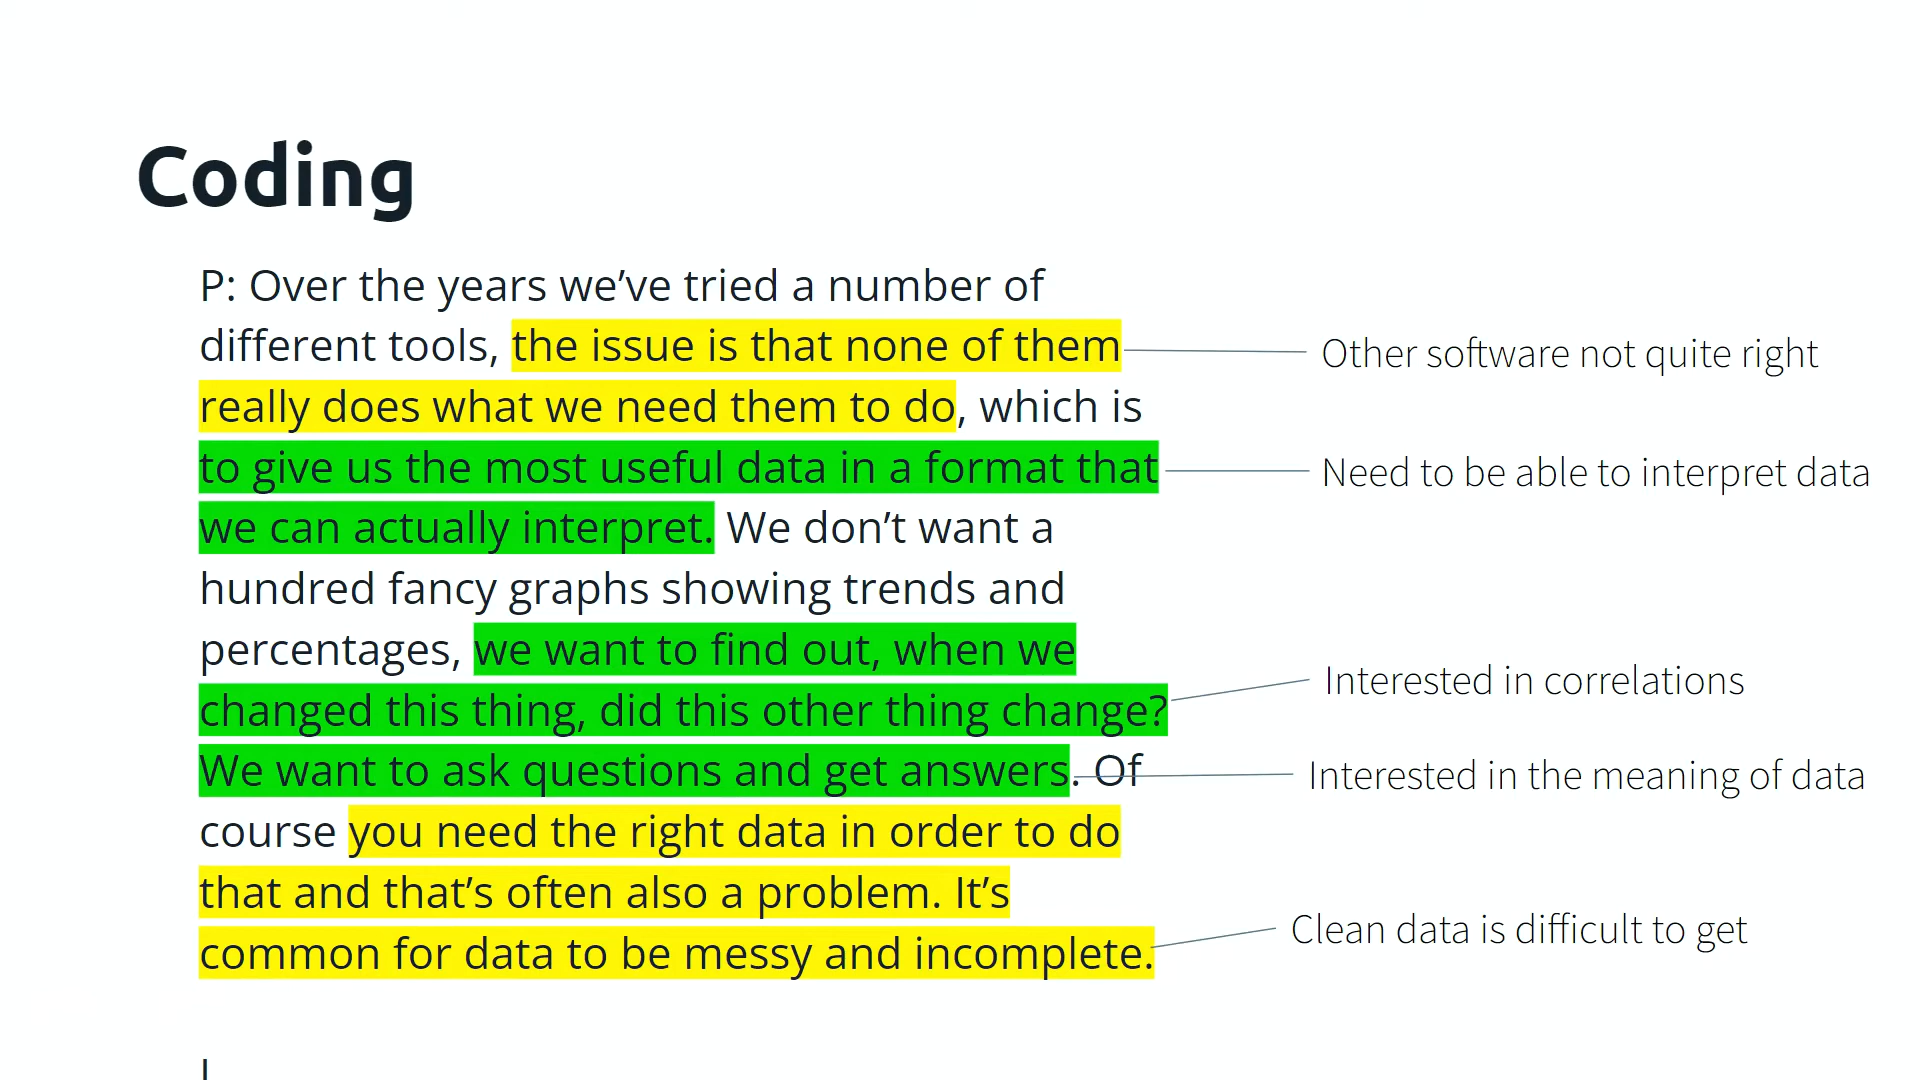 Coding
P: Over the years we’ve tried a number of
different tools, the issue is that none of them
really does what we need them to do, which is
to give us the most useful data in a format that
we can actually interpret. We don’t want a
hundred fancy graphs showing trends and
percentages, we want to find out, when we
changed this thing, did this other thing change?
We want to ask questions and get answers. Of
course you need the right data in order to do
that and that’s often also a problem. It’s
common for data to be messy and incomplete.
Other software not quite right
Need to be able to interpret data
Interested in correlations
Interested in the meaning of data
Clean data is difficult to get